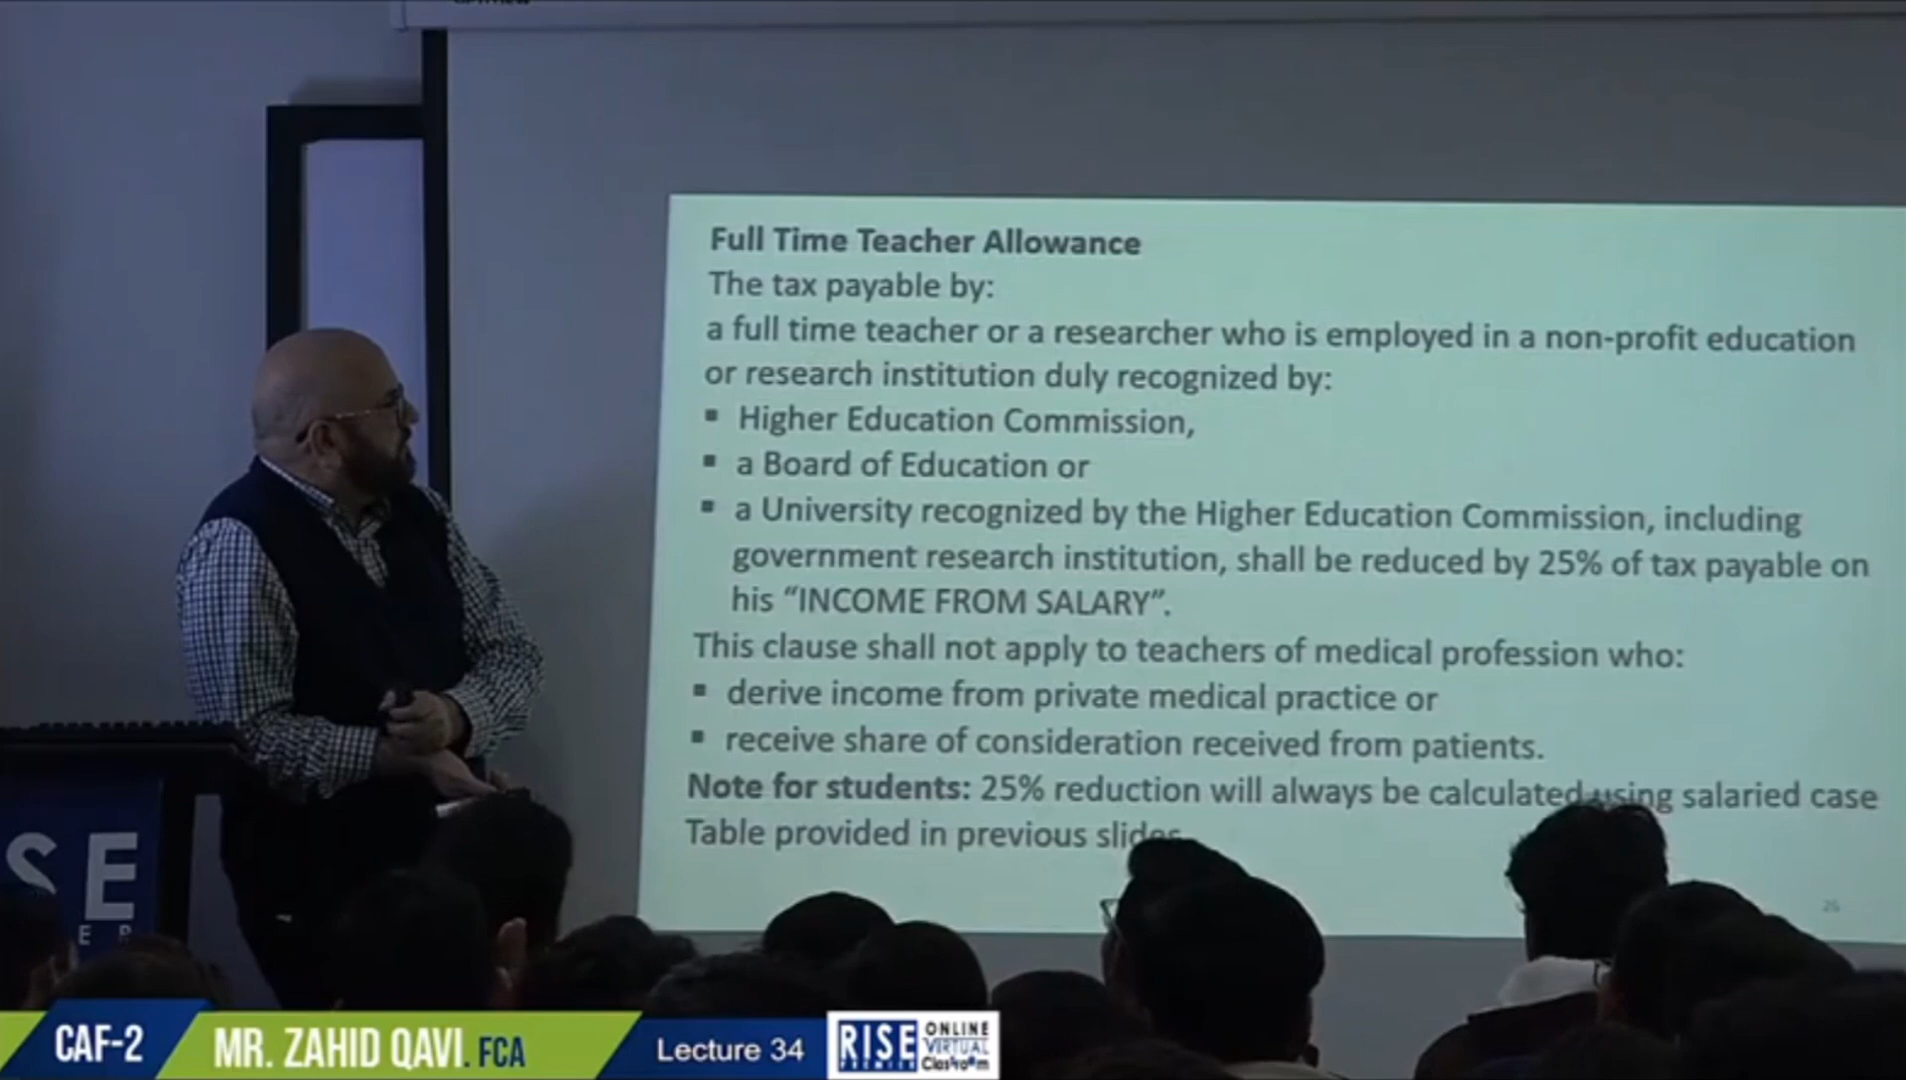 Full Time Teacher Allowance
The tax payable by:
a full time teacher or a researcher who is employed in a non-profit education
or research institution duly recognized by:
▪ Higher Education Commission,
▪ a Board of Education or
▪ a University recognized by the Higher Education Commission, including
government research institution, shall be reduced by 25% of tax payable on
his “INCOME FROM SALARY”.
This clause shall not apply to teachers of medical profession who:
▪ derive income from private medical practice or
▪ receive share of consideration received from patients.
Note for students: 25% reduction will always be calculated using salaried case
Table provided in previous slides
SE
E R
CAF-2
MR. ZAHID QAVI. FCA
Lecture 34
RISE
PREMIER
ONLINE
VIRTUAL
Classroom